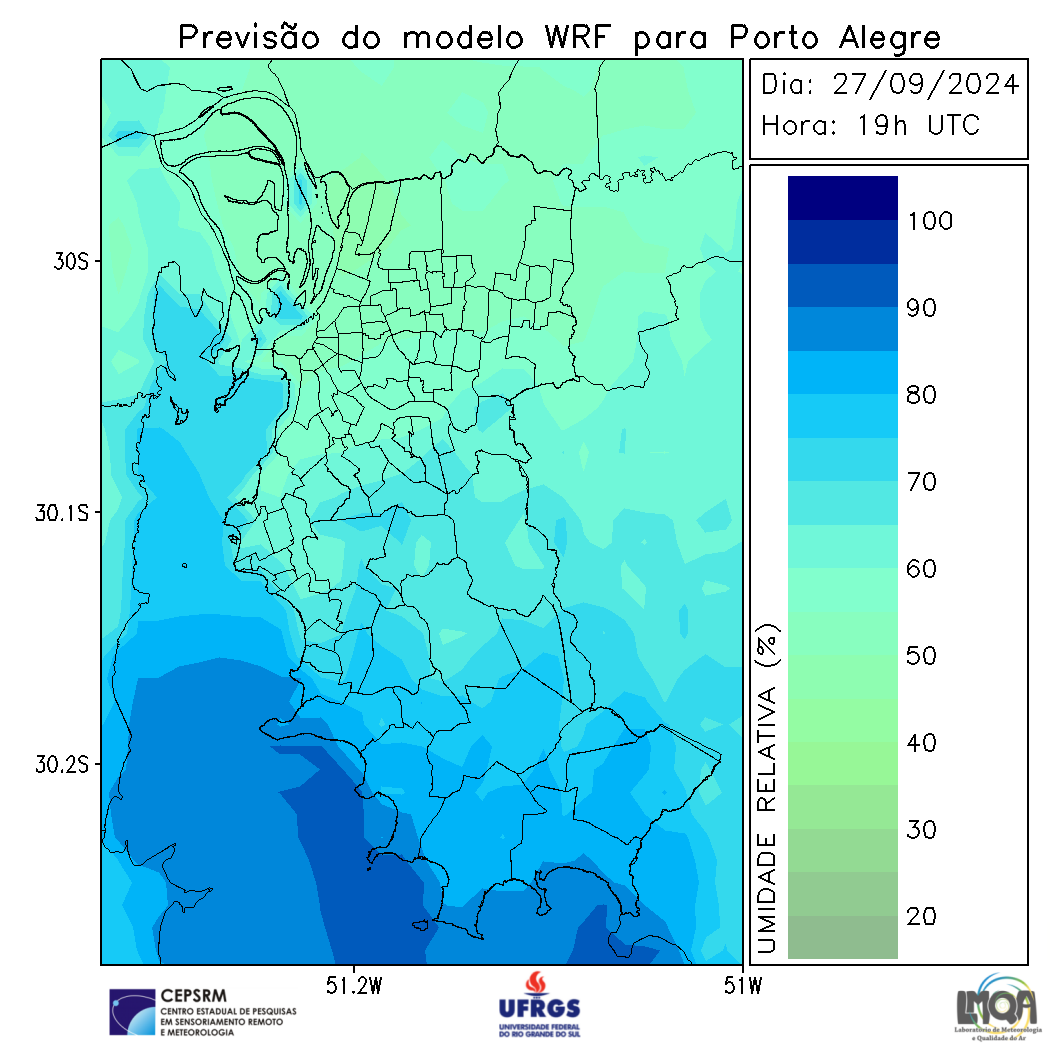 Previsão do modelo WRF para Porto Alegre
Dia: 27/09/2024
Hora: 19h UTC
30S
30.1S
30.2S
51.2W
51W
UMIDADE RELATIVA (%)
100
90
80
70
60
50
40
30
20
CEPSRM
CENTRO ESTADUAL DE PESQUISAS
EM SENSORIAMENTO REMOTO
E METEOROLOGIA
UFRGS
UNIVERSIDADE FEDERAL
DO RIO GRANDE DO SUL
LMQA
Laboratório de Meteorologia
e Qualidade do Ar